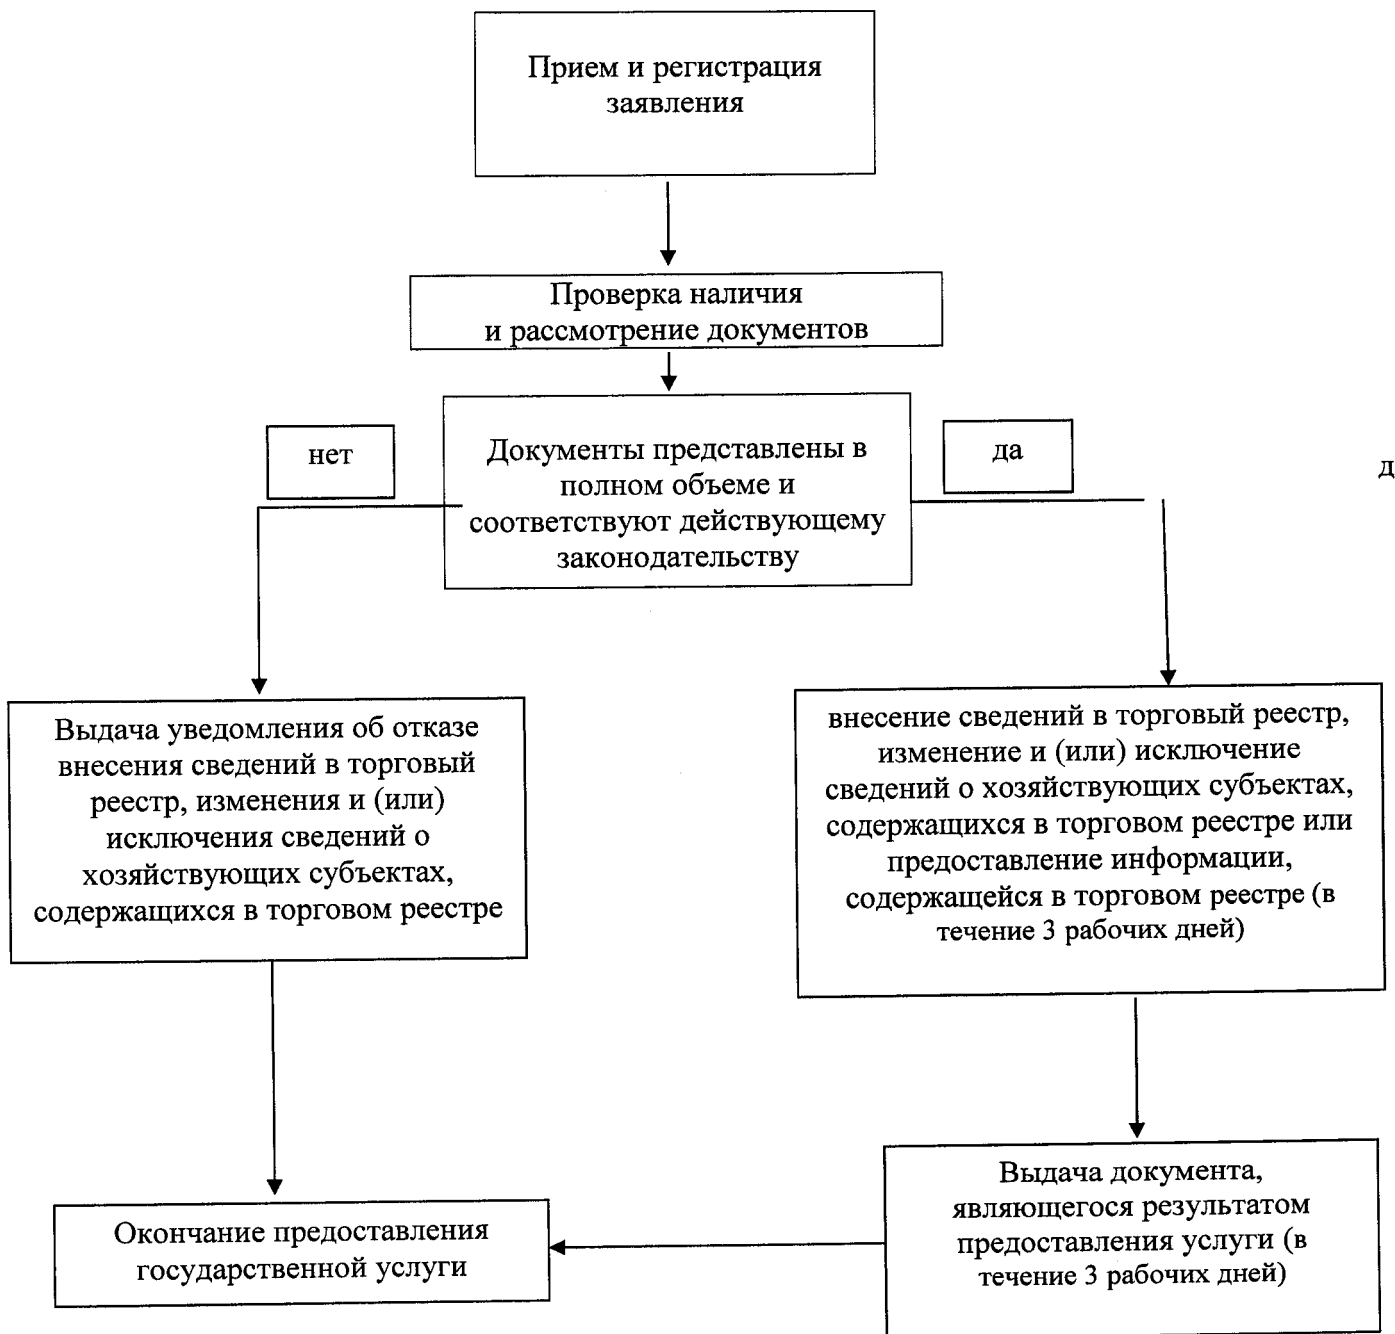 Прием и регистрация
заявления
Проверка наличия
и рассмотрение документов
нет
Документы представлены в
полном объеме и
соответствуют действующему
законодательству
да
д
Выдача уведомления об отказе
внесения сведений в торговый
реестр, изменения и (или)
исключения сведений о
хозяйствующих субъектах,
содержащихся в торговом реестре
внесение сведений в торговый реестр,
изменение и (или) исключение
сведений о хозяйствующих субъектах,
содержащихся в торговом реестре или
предоставление информации,
содержащейся в торговом реестре (в
течение 3 рабочих дней)
Выдача документа,
являющегося результатом
предоставления услуги (в
течение 3 рабочих дней)
Окончание предоставления
государственной услуги